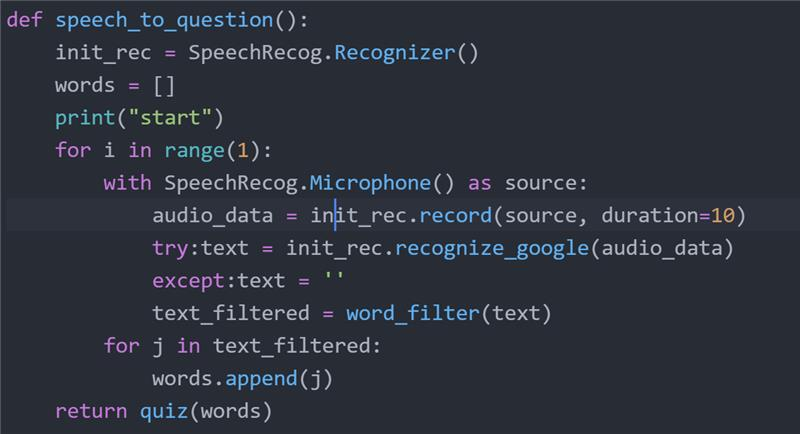 def speech_to_question():
    init_rec = SpeechRecog.Recognizer()
    words = []
    print("start")
    for i in range(1):
        with SpeechRecog.Microphone() as source:
            audio_data = init_rec.record(source, duration=10)
            try:text = init_rec.recognize_google(audio_data)
            except:text = ''
            text_filtered = word_filter(text)
        for j in text_filtered:
            words.append(j)
    return quiz(words)